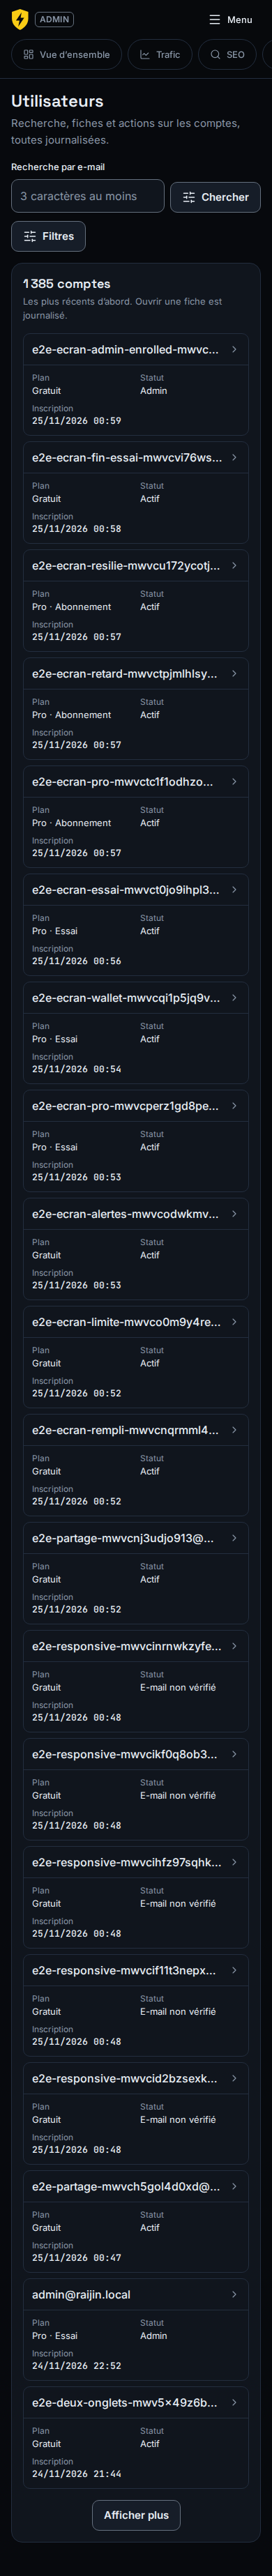 ADMIN
Menu
Vue d'ensemble
Trafic
SEO
Utilisateurs
Recherche, fiches et actions sur les comptes,
toutes journalisées.
Recherche par e-mail
3 caractères au moins
Chercher
Filtres
1 385 comptes
Les plus récents d'abord. Ouvrir une fiche est
journalisé.
e2e-ecran-admin-enrolled-mwvc...
Plan Statut
Gratuit Admin
Inscription
25/11/2026 00:59
e2e-ecran-fin-essai-mwvcvi76ws...
Plan Statut
Gratuit Actif
Inscription
25/11/2026 00:58
e2e-ecran-resilie-mwvcu172ycotj...
Plan Statut
Pro · Abonnement Actif
Inscription
25/11/2026 00:57
e2e-ecran-retard-mwvctpjmlhlsy...
Plan Statut
Pro · Abonnement Actif
Inscription
25/11/2026 00:57
e2e-ecran-pro-mwvctc1f1odhzo...
Plan Statut
Pro · Abonnement Actif
Inscription
25/11/2026 00:57
e2e-ecran-essai-mwvct0jo9ihpl3...
Plan Statut
Pro · Essai Actif
Inscription
25/11/2026 00:56
e2e-ecran-wallet-mwvcqi1p5jq9v...
Plan Statut
Pro · Essai Actif
Inscription
25/11/2026 00:54
e2e-ecran-pro-mwvcperz1gd8pe...
Plan Statut
Pro · Essai Actif
Inscription
25/11/2026 00:53
e2e-ecran-alertes-mwvcodwkmv...
Plan Statut
Gratuit Actif
Inscription
25/11/2026 00:53
e2e-ecran-limite-mwvco0m9y4re...
Plan Statut
Gratuit Actif
Inscription
25/11/2026 00:52
e2e-ecran-rempli-mwvcnqrmml4...
Plan Statut
Gratuit Actif
Inscription
25/11/2026 00:52
e2e-partage-mwvcnj3udjo913@...
Plan Statut
Gratuit Actif
Inscription
25/11/2026 00:52
e2e-responsive-mwvcinrnwkzyfe...
Plan Statut
Gratuit E-mail non vérifié
Inscription
25/11/2026 00:48
e2e-responsive-mwvcikf0q8ob3...
Plan Statut
Gratuit E-mail non vérifié
Inscription
25/11/2026 00:48
e2e-responsive-mwvcihfz97sqhk...
Plan Statut
Gratuit E-mail non vérifié
Inscription
25/11/2026 00:48
e2e-responsive-mwvcif11t3nepx...
Plan Statut
Gratuit E-mail non vérifié
Inscription
25/11/2026 00:48
e2e-responsive-mwvcid2bzsexk...
Plan Statut
Gratuit E-mail non vérifié
Inscription
25/11/2026 00:48
e2e-partage-mwvch5gol4d0xd@...
Plan Statut
Gratuit Actif
Inscription
25/11/2026 00:47
admin@raijin.local
Plan Statut
Pro · Essai Admin
Inscription
24/11/2026 22:52
e2e-deux-onglets-mwv5x49z6b...
Plan Statut
Gratuit Actif
Inscription
24/11/2026 21:44
Afficher plus